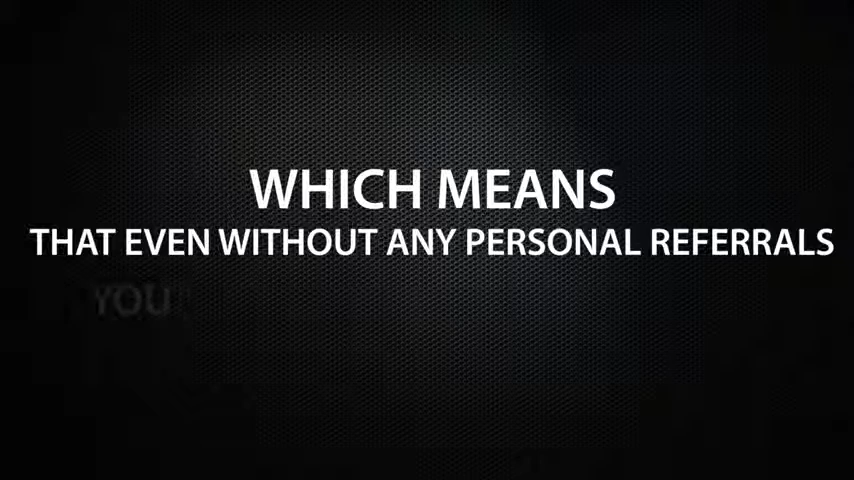 WHICH MEANS
THAT EVEN WITHOUT ANY PERSONAL REFERRALS
YOU